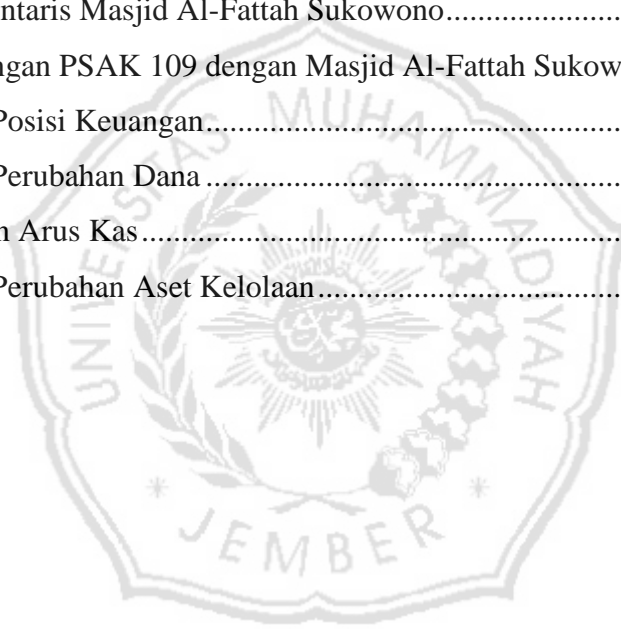 ntaris Masjid Al-Fattah Sukowono
ngan PSAK 109 dengan Masjid Al-Fattah Sukow
Posisi Keuangan
Perubahan Dana
n Arus Kas
Perubahan Aset Kelolaan
UNIVERSITAS MUHAMMADIYAH
JEMBER